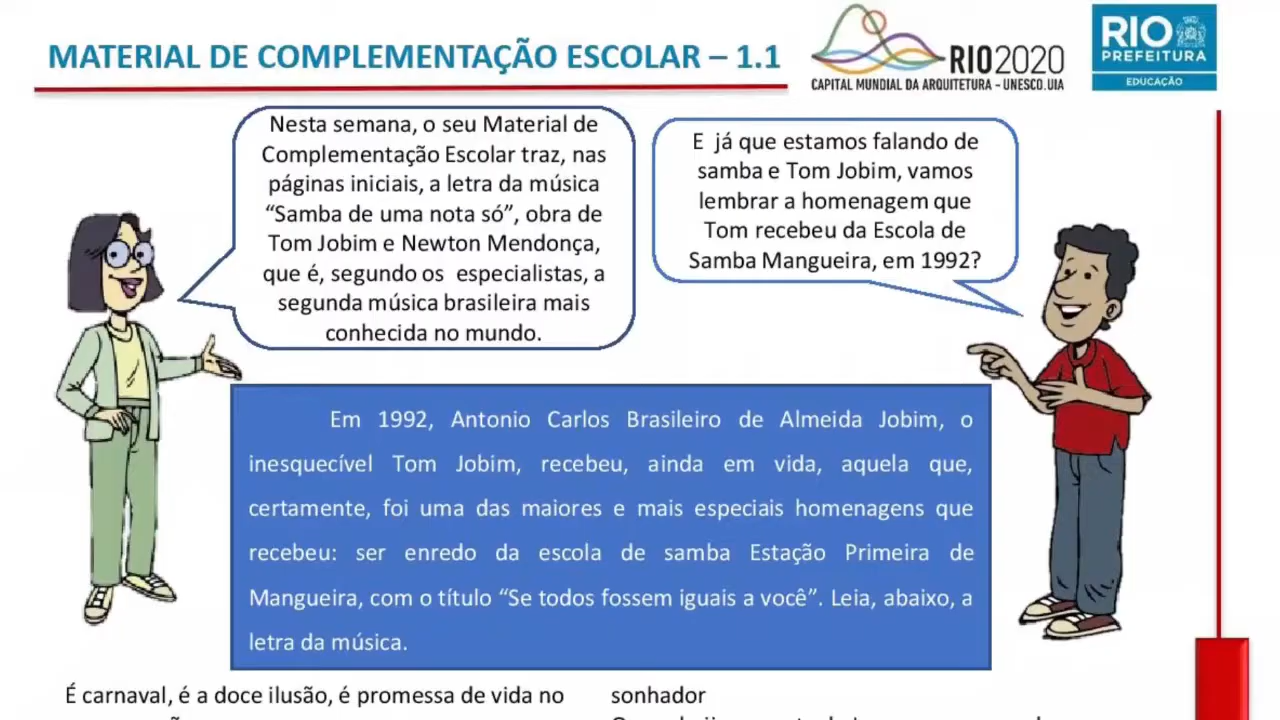 MATERIAL DE COMPLEMENTAÇÃO ESCOLAR – 1.1
RIO2020
CAPITAL MUNDIAL DA ARQUITETURA - UNESCO.UIA
RIO
PREFEITURA
EDUCAÇÃO
Nesta semana, o seu Material de
Complementação Escolar traz, nas
páginas iniciais, a letra da música
“Samba de uma nota só”, obra de
Tom Jobim e Newton Mendonça,
que é, segundo os especialistas, a
segunda música brasileira mais
conhecida no mundo.
E já que estamos falando de
samba e Tom Jobim, vamos
lembrar a homenagem que
Tom recebeu da Escola de
Samba Mangueira, em 1992?
Em 1992, Antonio Carlos Brasileiro de Almeida Jobim, o
inesquecível Tom Jobim, recebeu, ainda em vida, aquela que,
certamente, foi uma das maiores e mais especiais homenagens que
recebeu: ser enredo da escola de samba Estação Primeira de
Mangueira, com o título “Se todos fossem iguais a você”. Leia, abaixo, a
letra da música.
É carnaval, é a doce ilusão, é promessa de vida no
sonhador